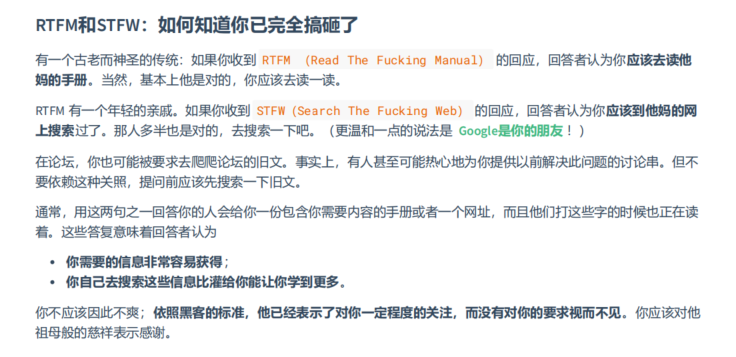 RTFM和STFW：如何知道你已完全搞砸了
有一个古老而神圣的传统：如果你收到 RTFM （Read The Fucking Manual） 的回应，回答者认为你应该去读他
妈的手册。当然，基本上他是对的，你应该去读一读。
RTFM 有一个年轻的亲戚。如果你收到 STFW（Search The Fucking Web） 的回应，回答者认为你应该到他妈的网
上搜索过了。那人多半也是对的，去搜索一下吧。（更温和一点的说法是 Google是你的朋友！）
在论坛，你也可能被要求去爬爬论坛的旧文。事实上，有人甚至可能热心地为你提供以前解决此问题的讨论串。但不
要依赖这种关照，提问前应该先搜索一下旧文。
通常，用这两句之一回答你的人会给你一份包含你需要内容的手册或者一个网址，而且他们打这些字的时候也正在读
着。这些答复意味着回答者认为
• 你需要的信息非常容易获得；
• 你自己去搜索这些信息比灌给你能让你学到更多。
你不应该因此不爽；依照黑客的标准，他已经表示了对你一定程度的关注，而没有对你的要求视而不见。你应该对他
祖母般的慈祥表示感谢。